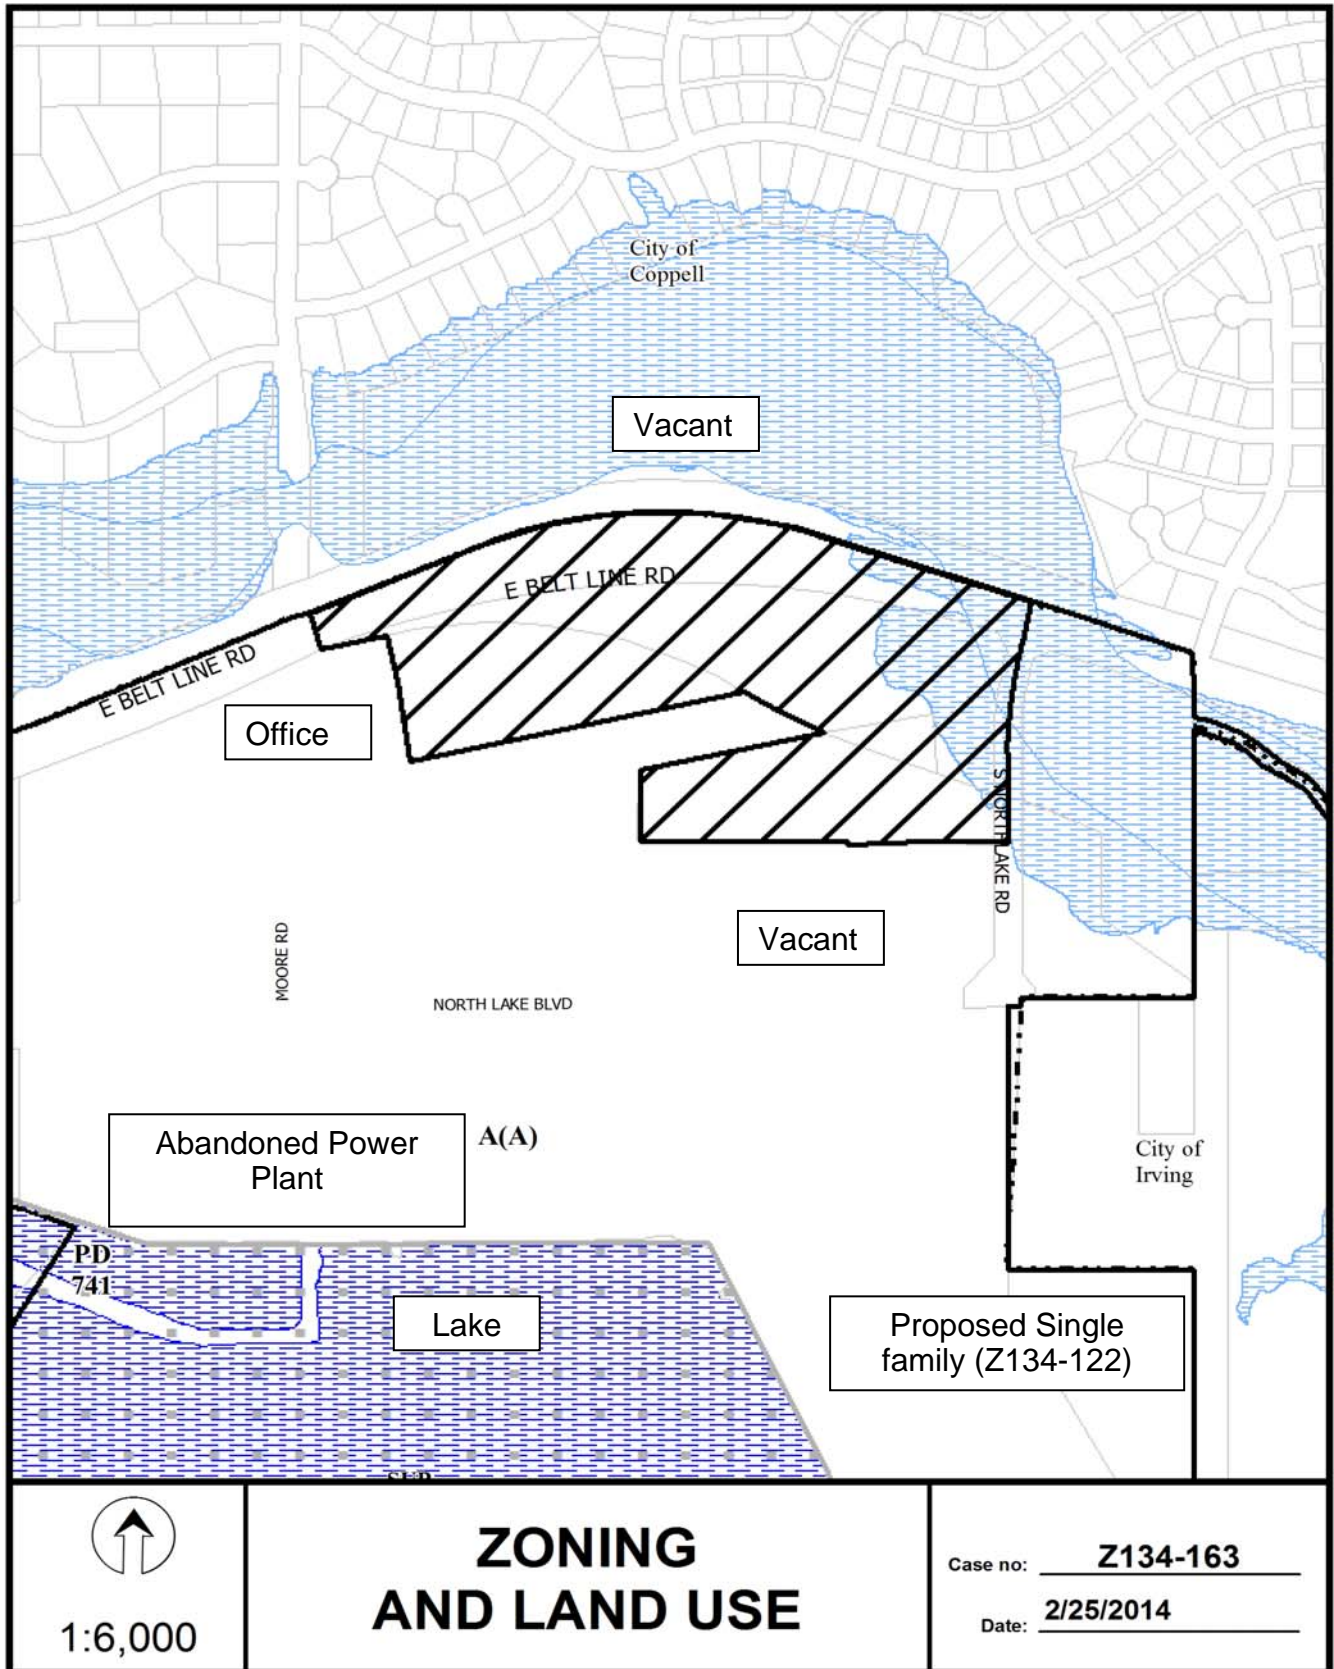 City of
Coppell
Vacant
E BELT LINE RD
E BELT LINE RD
Office
S NORTHLAKE RD
Vacant
MOORE RD
NORTH LAKE BLVD
Abandoned Power
Plant
A(A)
City of
Irving
PD
741
Lake
Proposed Single
family (Z134-122)
SUP
1:6,000
ZONING
AND LAND USE
Case no: Z134-163
Date: 2/25/2014